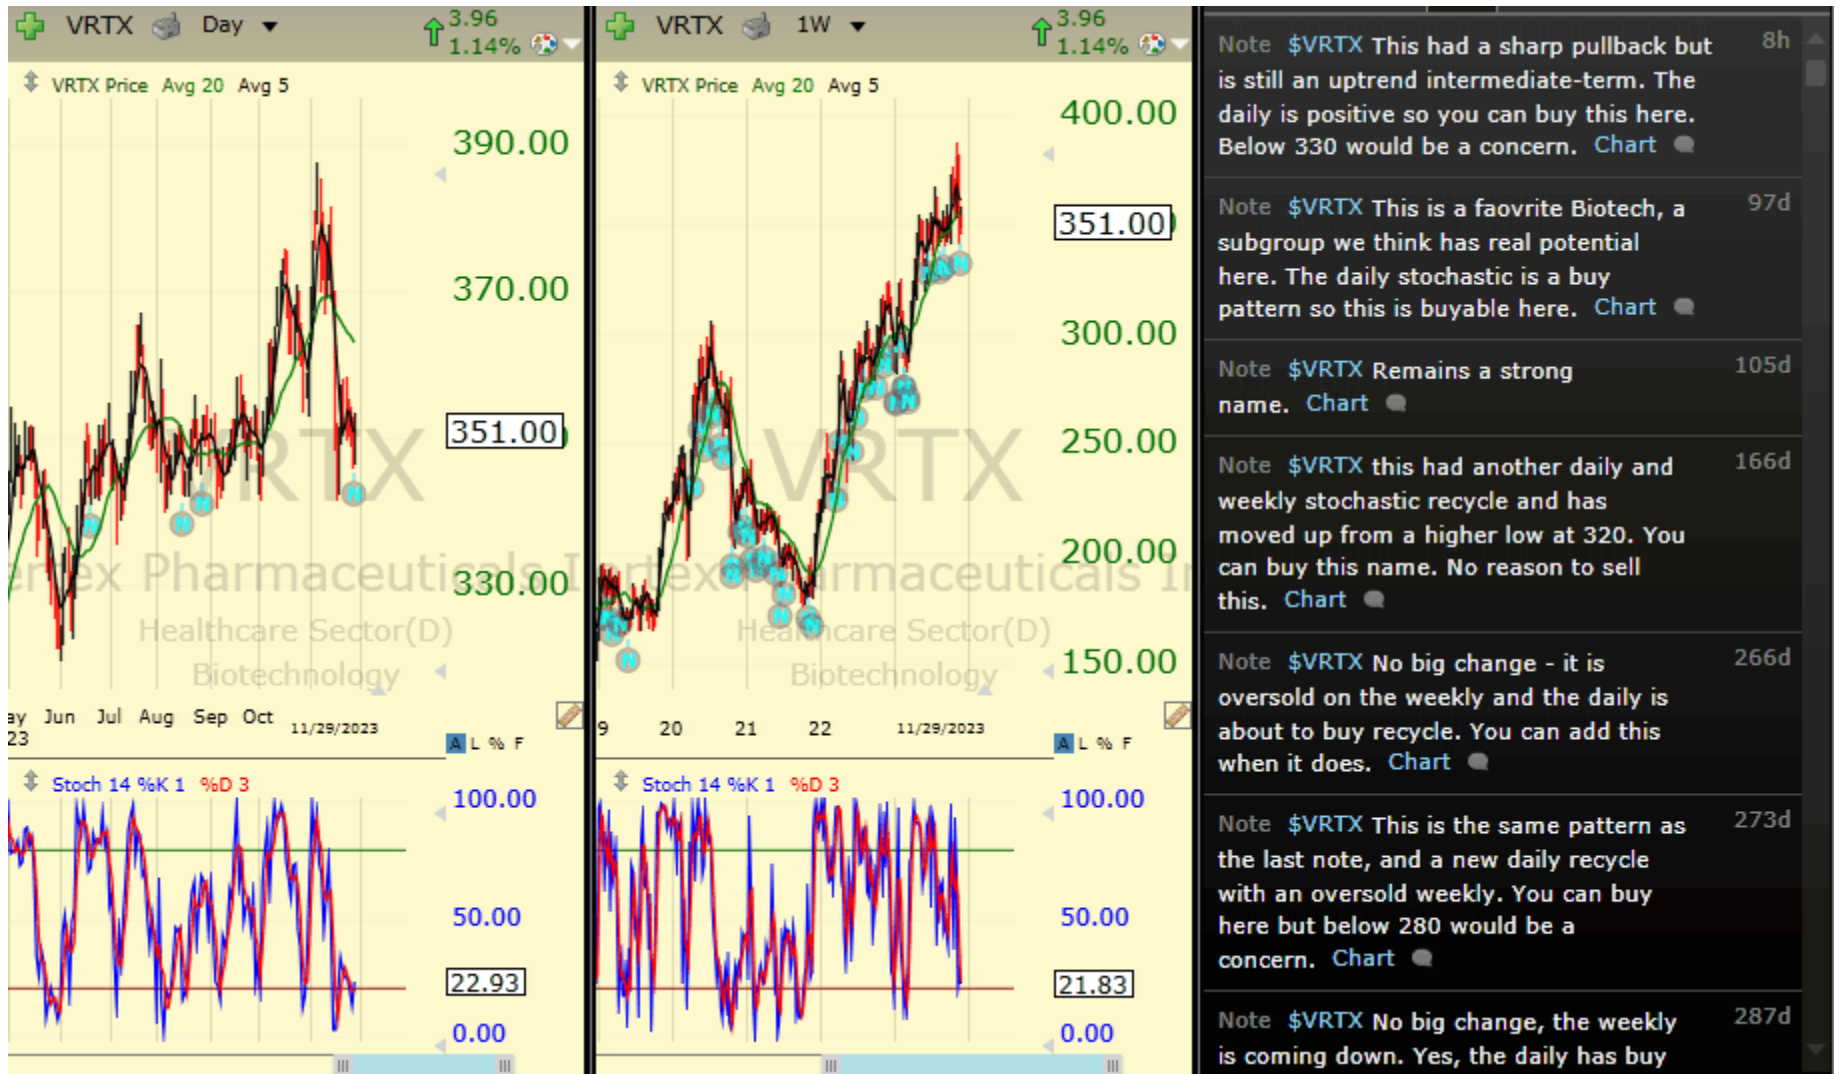 VRTX Day
3.96
1.14%
VRTX Price Avg 20 Avg 5
390.00
370.00
351.00
330.00
VRTX
Pharmaceuticals I
Healthcare Sector(D)
Biotechnology
ay Jun Jul Aug Sep Oct 11/29/2023
23
A L % F
Stoch 14 %K 1 %D 3
100.00
50.00
22.93
0.00
VRTX 1W
3.96
1.14%
VRTX Price Avg 20 Avg 5
400.00
351.00
300.00
250.00
200.00
150.00
VRTX
Pharmaceuticals I
Healthcare Sector(D)
Biotechnology
9 20 21 22 11/29/2023
A L % F
Stoch 14 %K 1 %D 3
100.00
50.00
21.83
0.00
Note $VRTX This had a sharp pullback but 8h
is still an uptrend intermediate-term. The
daily is positive so you can buy this here.
Below 330 would be a concern. Chart
Note $VRTX This is a faovrite Biotech, a 97d
subgroup we think has real potential
here. The daily stochastic is a buy
pattern so this is buyable here. Chart
Note $VRTX Remains a strong 105d
name. Chart
Note $VRTX this had another daily and 166d
weekly stochastic recycle and has
moved up from a higher low at 320. You
can buy this name. No reason to sell
this. Chart
Note $VRTX No big change - it is 266d
oversold on the weekly and the daily is
about to buy recycle. You can add this
when it does. Chart
Note $VRTX This is the same pattern as 273d
the last note, and a new daily recycle
with an oversold weekly. You can buy
here but below 280 would be a
concern. Chart
Note $VRTX No big change, the weekly 287d
is coming down. Yes, the daily has buy